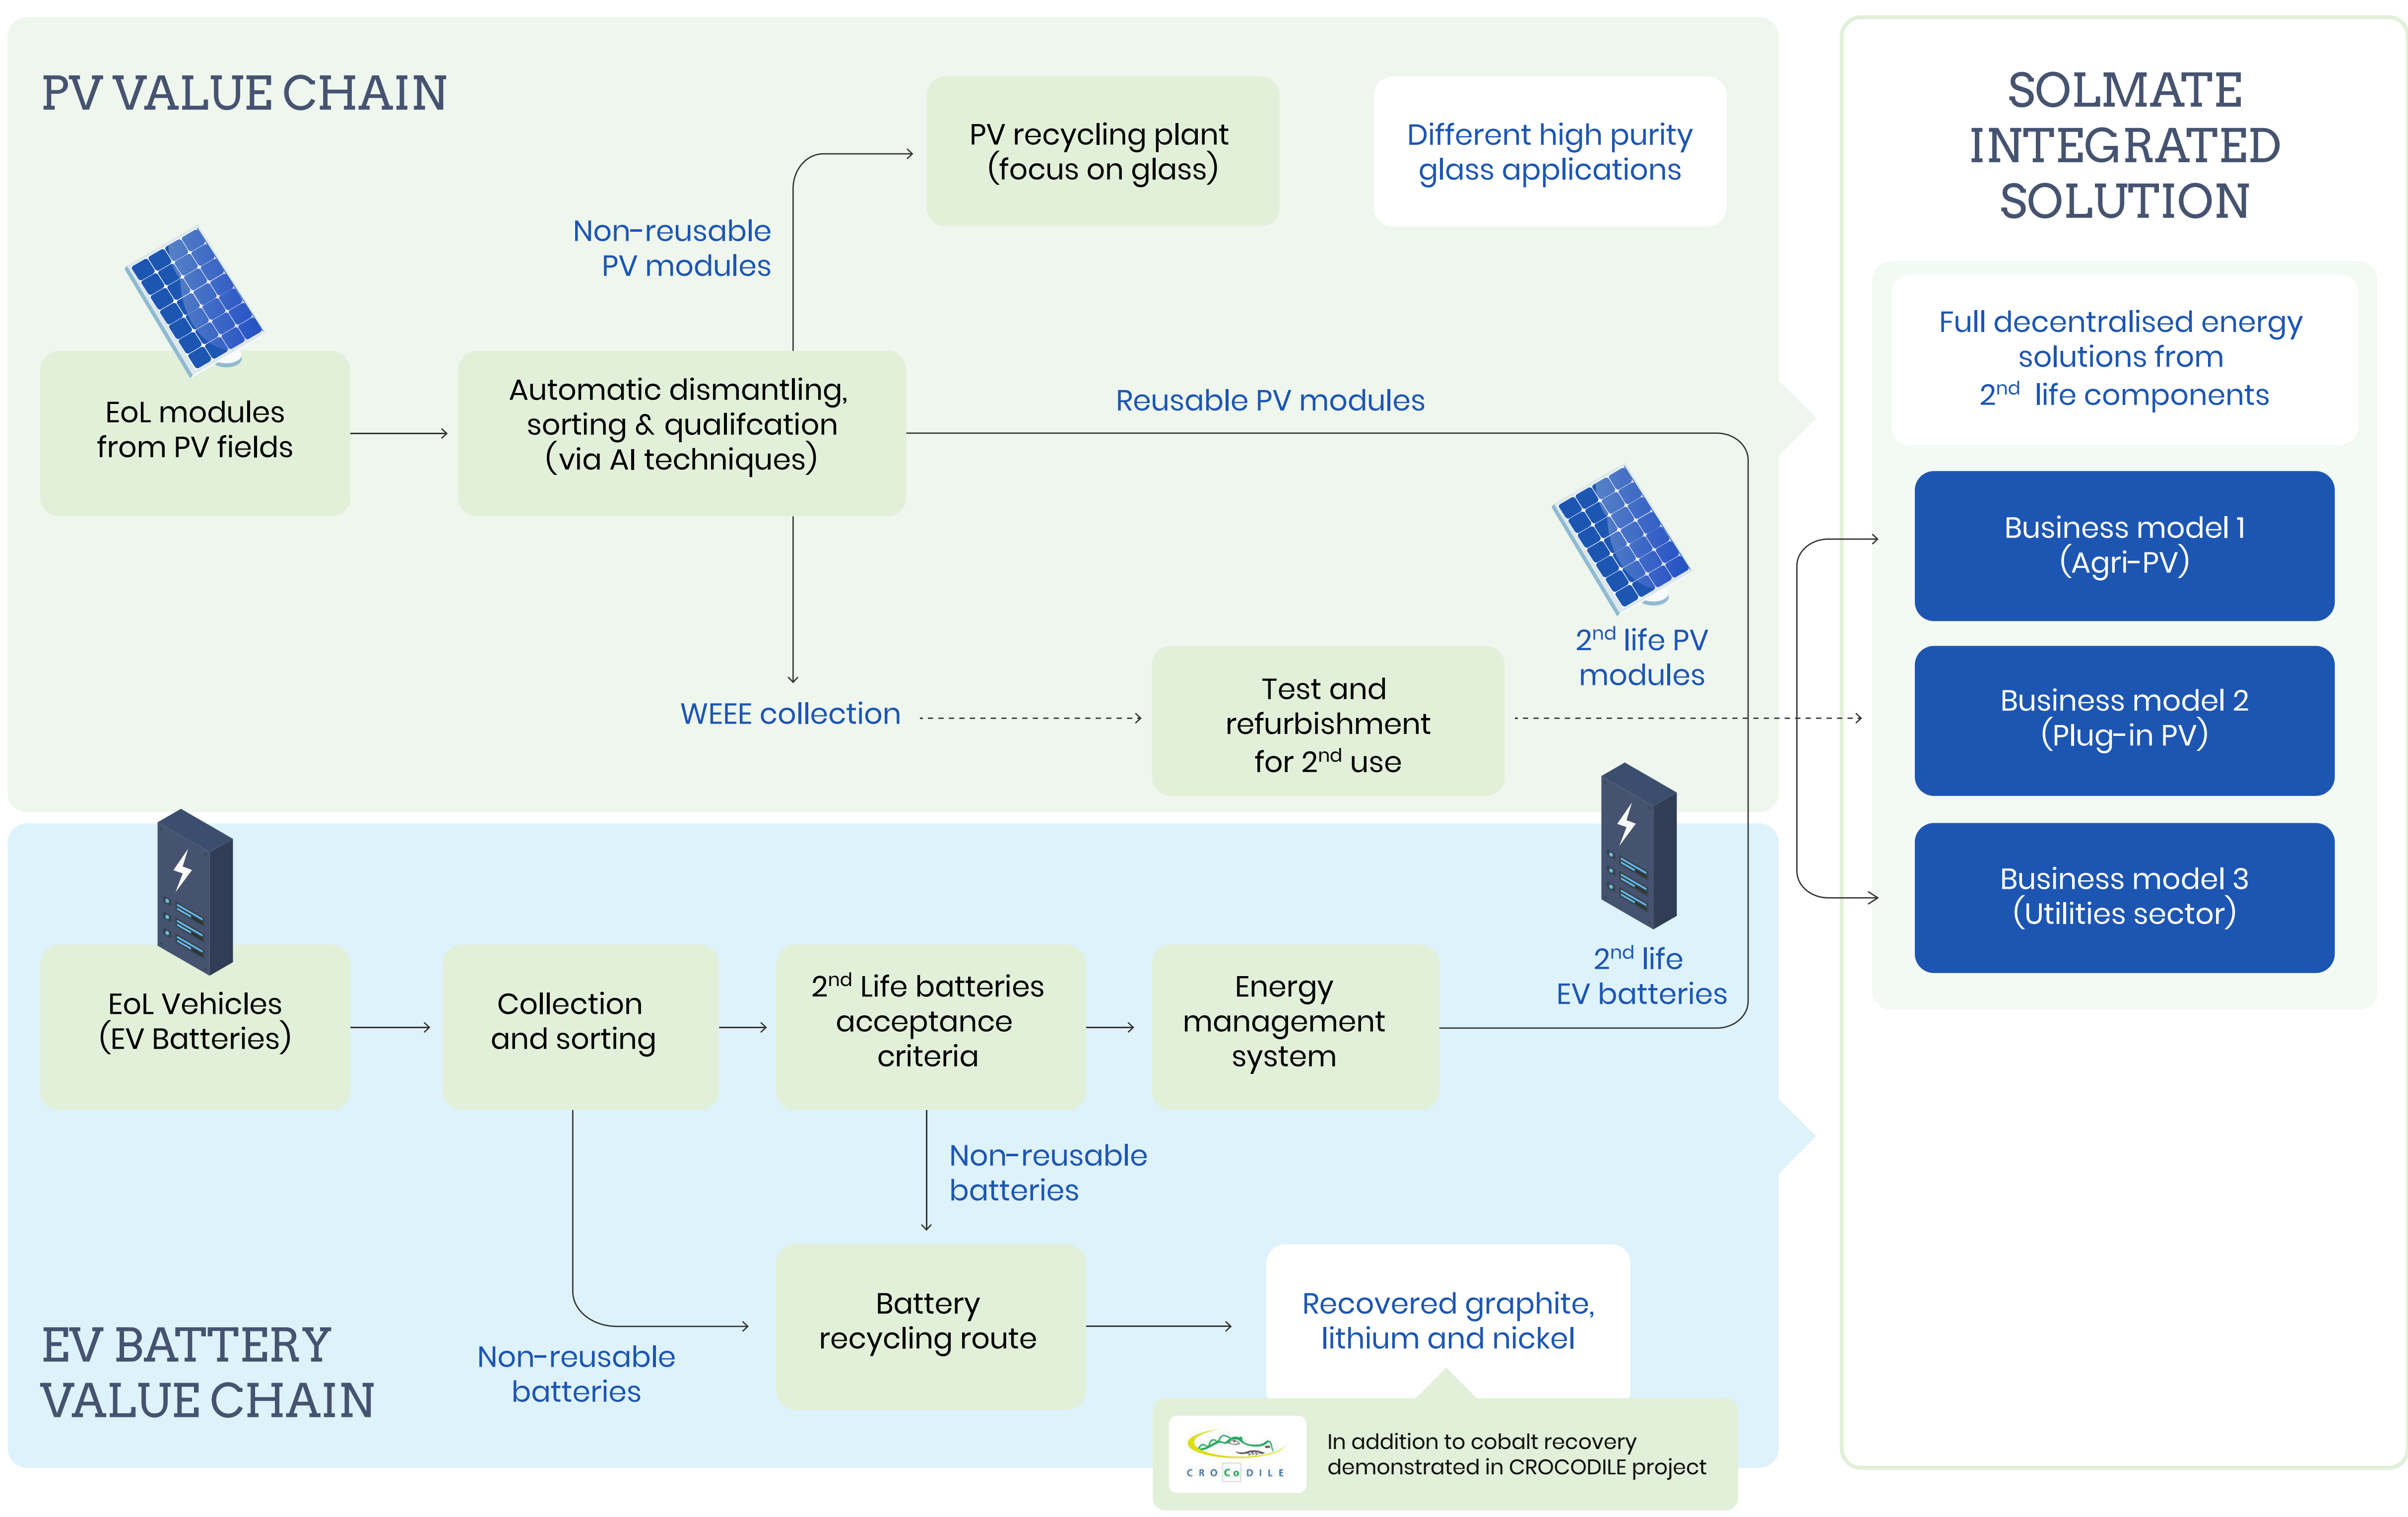 PV VALUE CHAIN
PV recycling plant
(focus on glass)
Different high purity
glass applications
Non-reusable
PV modules
EoL modules
from PV fields
Automatic dismantling,
sorting & qualifcation
(via AI techniques)
Reusable PV modules
2nd life PV
modules
WEEE collection
Test and
refurbishment
for 2nd use
EoL Vehicles
(EV Batteries)
Collection
and sorting
2nd Life batteries
acceptance
criteria
Energy
management
system
2nd life
EV batteries
Non-reusable
batteries
Non-reusable
batteries
Battery
recycling route
Recovered graphite,
lithium and nickel
EV BATTERY
VALUE CHAIN
CROCoDILE
In addition to cobalt recovery
demonstrated in CROCODILE project
SOLMATE
INTEGRATED
SOLUTION
Full decentralised energy
solutions from
2nd life components
Business model 1
(Agri-PV)
Business model 2
(Plug-in PV)
Business model 3
(Utilities sector)